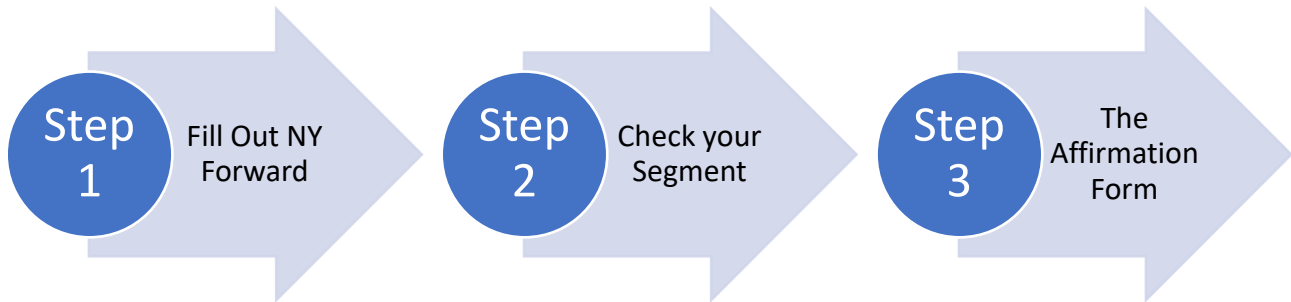 Step
1
Fill Out NY
Forward
Step
2
Check your
Segment
Step
3
The
Affirmation
Form